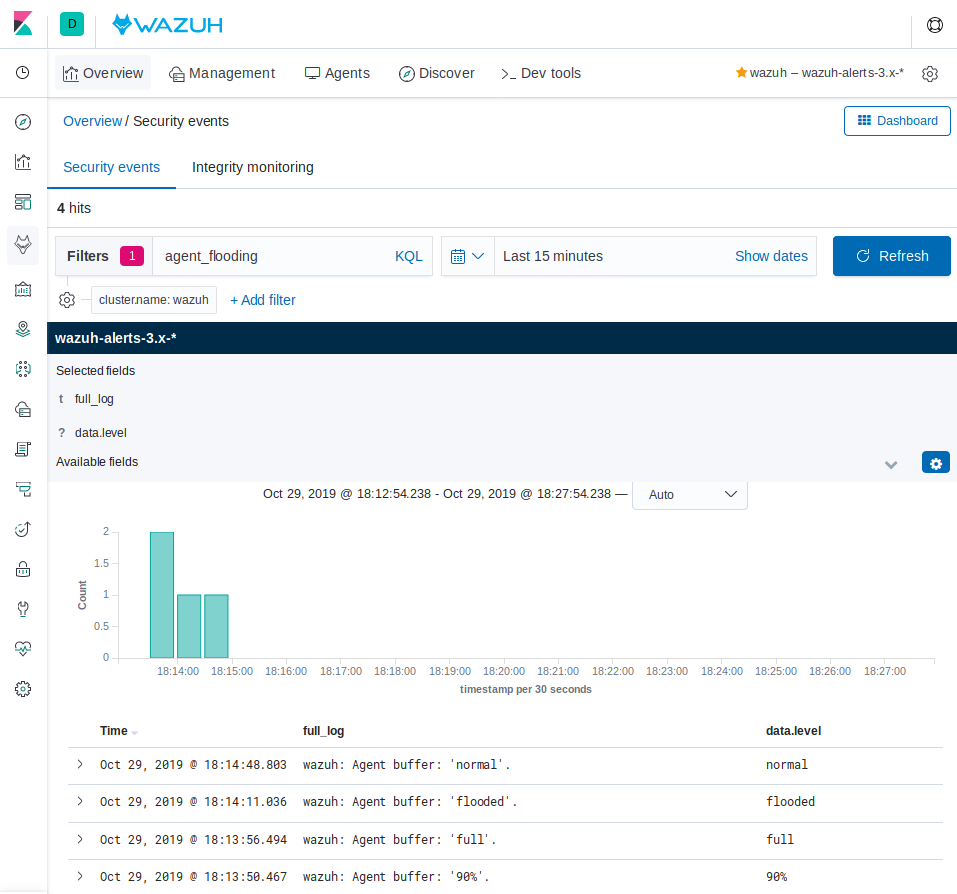 D WAZUH
Overview Management Agents Discover Dev tools wazuh – wazuh-alerts-3.x-*
Overview / Security events Dashboard
Security events Integrity monitoring
4 hits
Filters 1 agent_flooding KQL Last 15 minutes Show dates Refresh
cluster.name: wazuh + Add filter
wazuh-alerts-3.x-*
Selected fields
t full_log
? data.level
Available fields
Oct 29, 2019 @ 18:12:54.238 - Oct 29, 2019 @ 18:27:54.238 — Auto
2
1.5
1
0.5
0
Count
18:14:00 18:15:00 18:16:00 18:17:00 18:18:00 18:19:00 18:20:00 18:21:00 18:22:00 18:23:00 18:24:00 18:25:00 18:26:00 18:27:00
timestamp per 30 seconds
Time full_log data.level
Oct 29, 2019 @ 18:14:48.803 wazuh: Agent buffer: 'normal'. normal
Oct 29, 2019 @ 18:14:11.036 wazuh: Agent buffer: 'flooded'. flooded
Oct 29, 2019 @ 18:13:56.494 wazuh: Agent buffer: 'full'. full
Oct 29, 2019 @ 18:13:50.467 wazuh: Agent buffer: '90%'. 90%